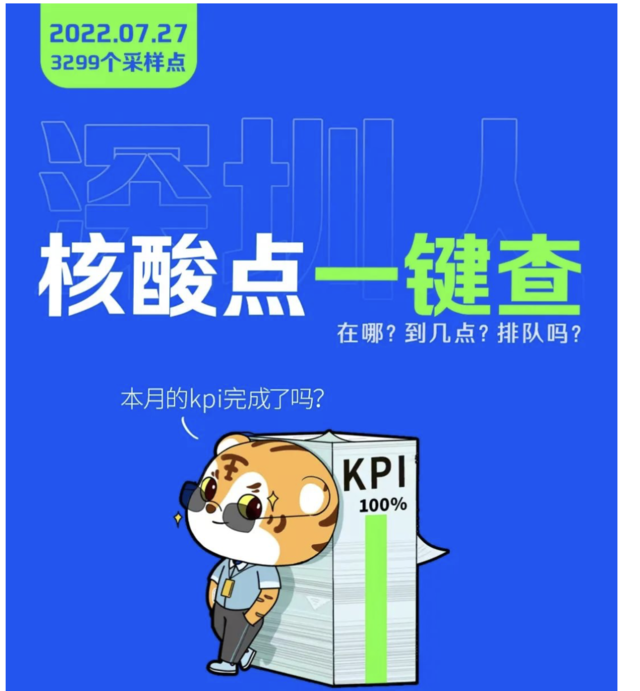 2022.07.27
3299个采样点
深圳人
核酸点一键查
在哪？到几点？排队吗？
本月的kpi完成了吗？
KPI
100%